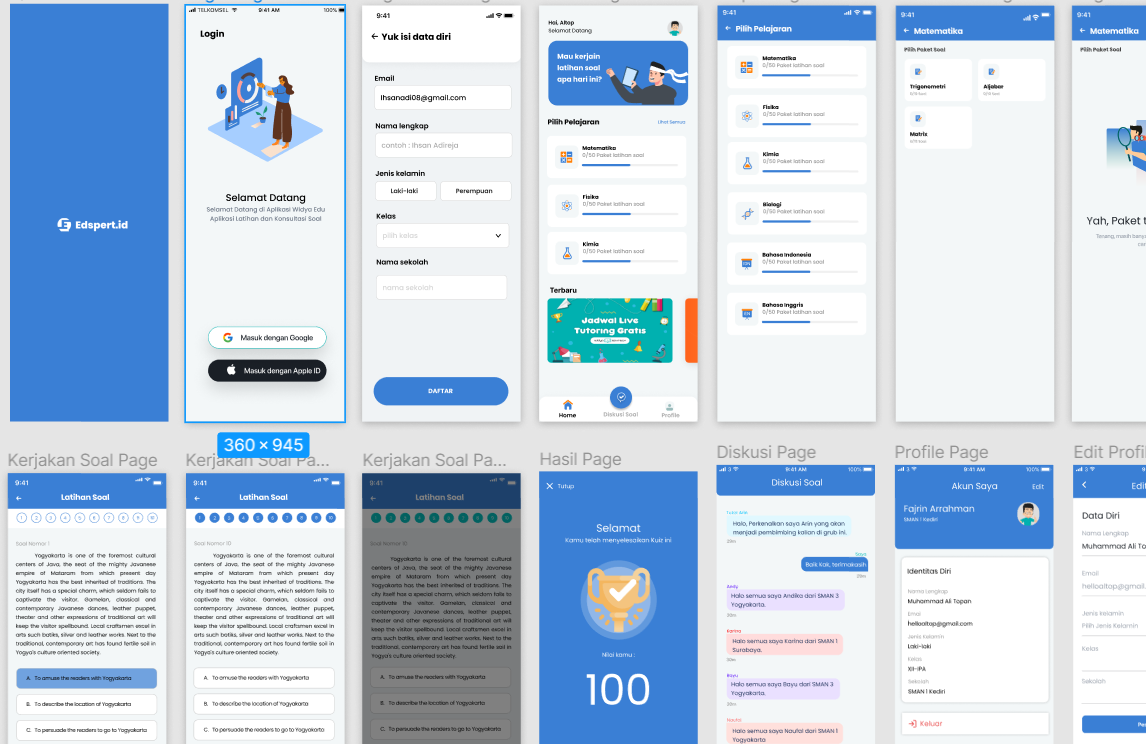 Edspert.id
TELKOMSEL
9:41 AM
100%
Login
Selamat Datang
Selamat Datang di Aplikasi Widya Edu
Aplikasi Latihan dan Konsultasi Soal
Masuk dengan Google
Masuk dengan Apple ID
360 × 945
9:41
← Yuk isi data diri
Email
Ihsanadi08@gmail.com
Nama lengkap
contoh : Ihsan Adireja
Jenis kelamin
Laki-laki
Perempuan
Kelas
pilih kelas
Nama sekolah
nama sekolah
DAFTAR
Hai, Altop
Selamat Datang
Mau kerjain
latihan soal
apa hari ini?
Pilih Pelajaran
Lihat Semua
Matematika
0/50 Paket latihan soal
Fisika
0/50 Paket latihan soal
Kimia
0/50 Paket latihan soal
Terbaru
Jadwal Live
Tutoring Gratis
Home
Diskusi Soal
Profile
9:41
← Pilih Pelajaran
Matematika
0/50 Paket latihan soal
Fisika
0/50 Paket latihan soal
Kimia
0/50 Paket latihan soal
Biologi
0/50 Paket latihan soal
Bahasa Indonesia
0/50 Paket latihan soal
Bahasa Inggris
0/50 Paket latihan soal
9:41
← Matematika
Pilih Paket Soal
Trigonometri
Aljabar
Matrix
9:41
← Matematika
Pilih Paket Soal
Yah, Paket t
Kerjakan Soal Page
9:41
← Latihan Soal
1 2 3 4 5 6 7 8 9 10
Soal Nomor 1
Yogyakarta is one of the foremost cultural
centers of Java, the seat of the mighty Javanese
empire of Mataram from which present day
Yogyakarta has the best inherited of traditions. The
city itself has a special charm, which seldom fails to
captivate the visitor. Gamelan, classical and
contemporary Javanese dances, leather puppet,
theater and other expressions of traditional art will
keep the visitor spellbound. Local craftsmen excel in
arts such batiks, silver and leather works. Next to the
traditional, contemporary art has found fertile soil in
Yogya's culture oriented society.
A. To amuse the readers with Yogyakarta
B. To describe the location of Yogyakarta
C. To persuade the readers to go to Yogyakarta
Kerjakan Soal Pa...
9:41
← Latihan Soal
1 2 3 4 5 6 7 8 9 10
Soal Nomor 10
Yogyakarta is one of the foremost cultural
centers of Java, the seat of the mighty Javanese
empire of Mataram from which present day
Yogyakarta has the best inherited of traditions. The
city itself has a special charm, which seldom fails to
captivate the visitor. Gamelan, classical and
contemporary Javanese dances, leather puppet,
theater and other expressions of traditional art will
keep the visitor spellbound. Local craftsmen excel in
arts such batiks, silver and leather works. Next to the
traditional, contemporary art has found fertile soil in
Yogya's culture oriented society.
A. To amuse the readers with Yogyakarta
B. To describe the location of Yogyakarta
C. To persuade the readers to go to Yogyakarta
Kerjakan Soal Pa...
9:41
← Latihan Soal
1 2 3 4 5 6 7 8 9 10
Soal Nomor 10
Yogyakarta is one of the foremost cultural
centers of Java, the seat of the mighty Javanese
empire of Mataram from which present day
Yogyakarta has the best inherited of traditions. The
city itself has a special charm, which seldom fails to
captivate the visitor. Gamelan, classical and
contemporary Javanese dances, leather puppet,
theater and other expressions of traditional art will
keep the visitor spellbound. Local craftsmen excel in
arts such batiks, silver and leather works. Next to the
traditional, contemporary art has found fertile soil in
Yogya's culture oriented society.
A. To amuse the readers with Yogyakarta
B. To describe the location of Yogyakarta
C. To persuade the readers to go to Yogyakarta
Hasil Page
Tutup
Selamat
Kamu telah menyelesaikan Kuiz ini
Nilai kamu :
100
Diskusi Page
9:41 AM
100%
Diskusi Soal
Halo, Perkenalkan saya Arin yang akan
menjadi pembimbing kalian di grub ini.
Baik Kak, terimakasih
Andy
Halo semua saya Andika dari SMAN 3
Yogyakarta.
Karina
Halo semua saya Karina dari SMAN 1
Surabaya.
Bayu
Halo semua saya Bayu dari SMAN 3
Yogyakarta.
Naufal
Halo semua saya Naufal dari SMAN 1
Yogyakarta
Profile Page
9:41 AM
100%
Akun Saya
Edit
Fajrin Arrahman
SMAN 1 Kediri
Identitas Diri
Nama Lengkap
Muhammad Ali Topan
Email
helloaltop@gmail.com
Jenis Kelamin
Laki-laki
Kelas
XII-IPA
Sekolah
SMAN 1 Kediri
Keluar
Edit Profil
Edit
Data Diri
Nama Lengkap
Muhammad Ali To
Email
helloaltop@gmail.
Jenis kelamin
Pilih Jenis Kelamin
Kelas
Sekolah